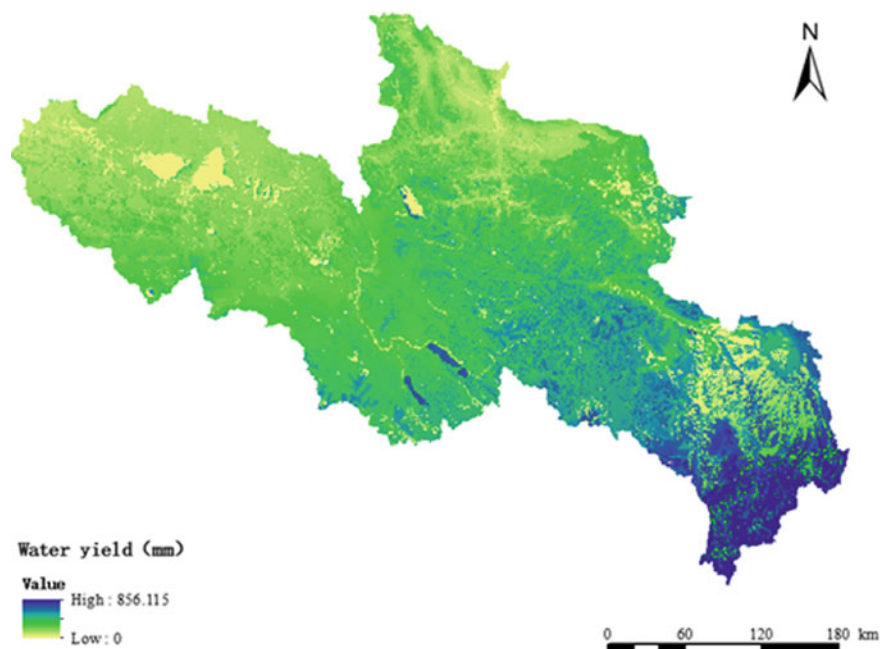 N
Water yield (mm)
Value
High : 856.115
Low : 0
0 60 120 180 km